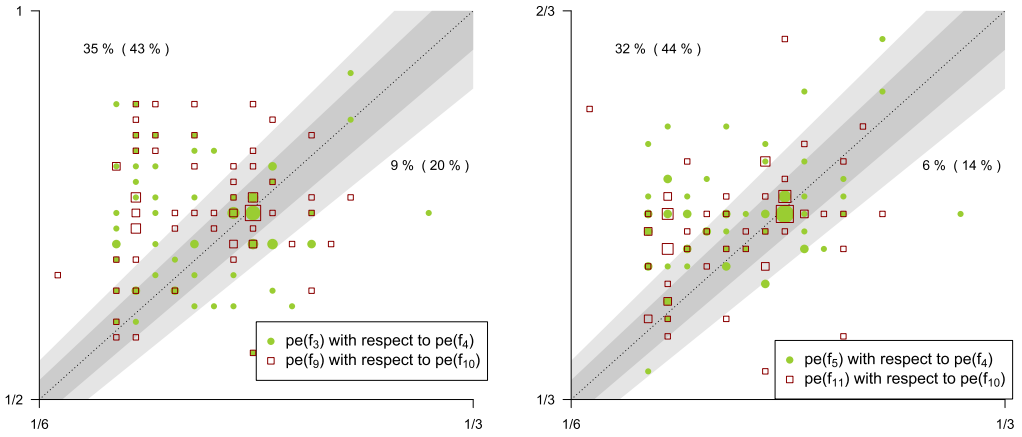 1
35 % ( 43 % )
9 % ( 20 % )
pe(f3) with respect to pe(f4)
pe(f9) with respect to pe(f10)
1/2
1/6
1/3
2/3
32 % ( 44 % )
6 % ( 14 % )
pe(f5) with respect to pe(f4)
pe(f11) with respect to pe(f10)
1/3
1/6
1/3